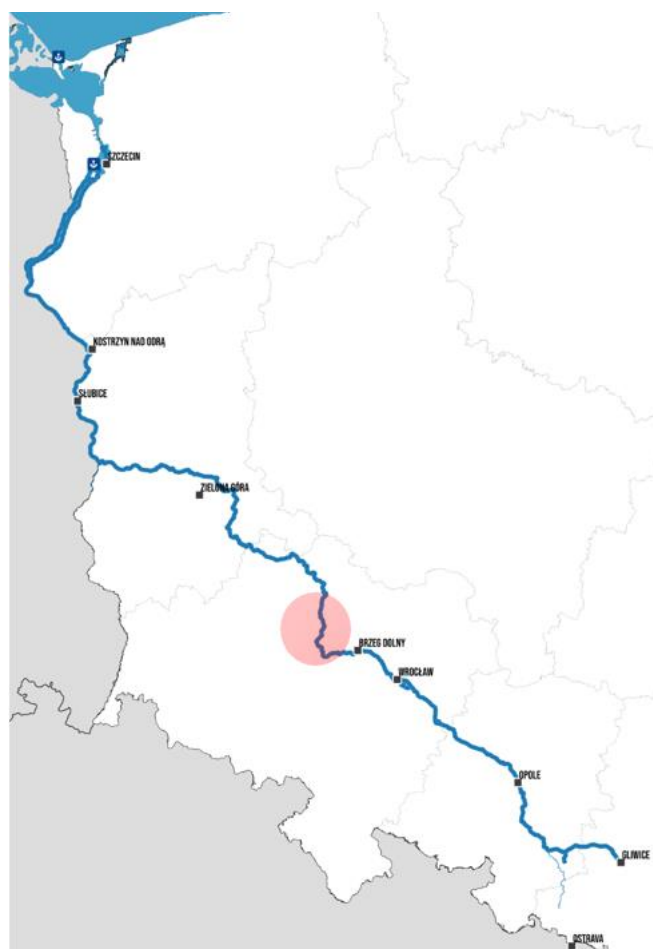 SZCZECIN
KOSTRZYN NAD ODRĄ
SŁUBICE
ZIELONA GÓRA
BRZEG DOLNY
WROCŁAW
OPOLE
GLIWICE
OSTRAVA